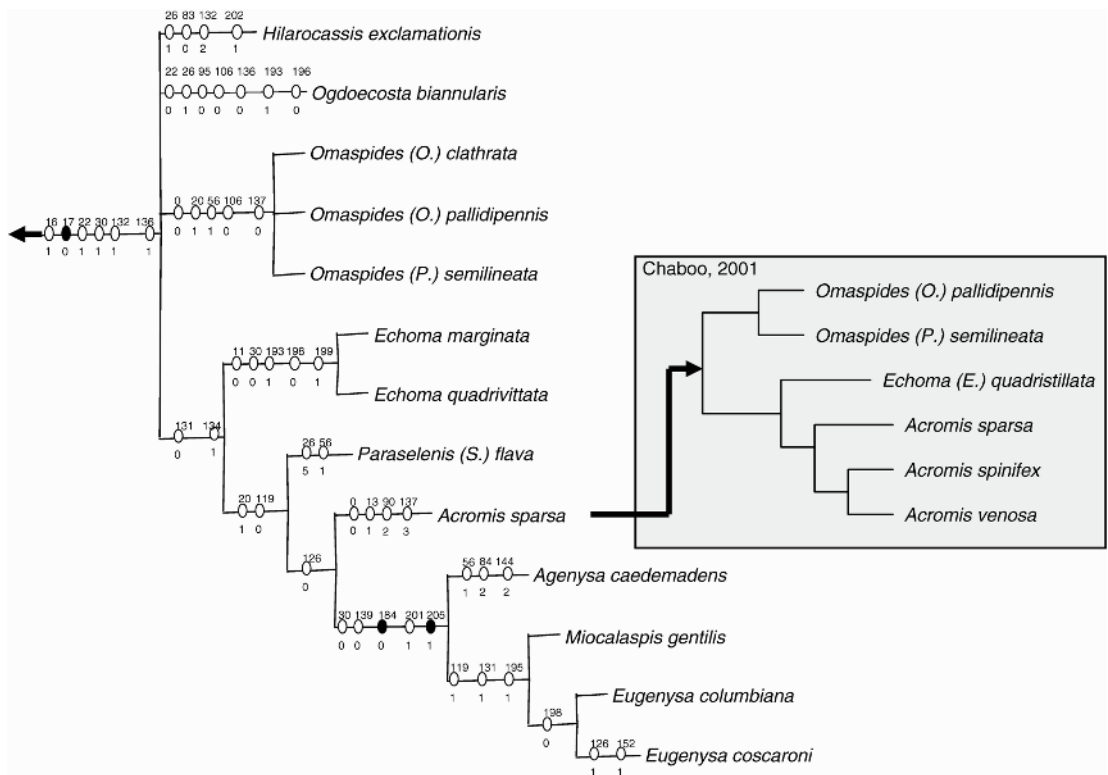 26 83 132 202
Hilarocassis exclamationis
1 0 2 1
22 26 95 106 136 193 196
Ogdoecosta biannularis
0 1 0 0 0 1 0
Omaspides (O.) clathrata
0 20 56 106 137
Omaspides (O.) pallidipennis
0 1 1 0 0
16 17 22 30 132 136
1 0 1 1 1 1
Omaspides (P.) semilineata
Chaboo, 2001
Omaspides (O.) pallidipennis
Omaspides (P.) semilineata
Echoma (E.) quadristillata
Acromis sparsa
Acromis spinifex
Acromis venosa
Echoma marginata
11 30 193 198 199
0 0 1 0 1
Echoma quadrivittata
131 134
0 1
26 56
Paraselenis (S.) flava
5 1
20 119
1 0
0 13 90 137
Acromis sparsa
0 1 2 3
126
0
56 84 144
Agenysa caedemadens
1 2 2
30 139 184 201 205
0 0 0 1 1
Miocalaspis gentilis
119 131 195
1 1 1
Eugenysa columbiana
198
0
126 152
Eugenysa coscaroni
1 1